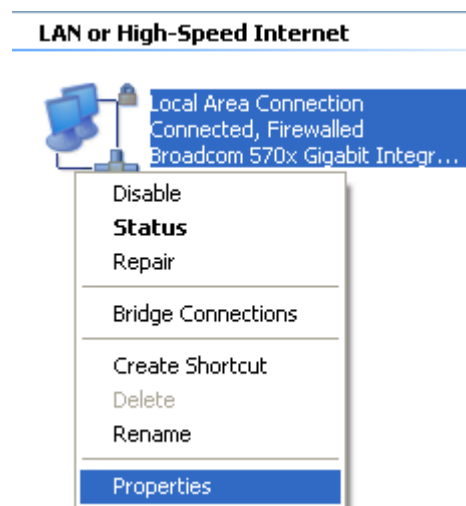 LAN or High-Speed Internet
Local Area Connection
Connected, Firewalled
Broadcom 570x Gigabit Integr...
Disable
Status
Repair
Bridge Connections
Create Shortcut
Delete
Rename
Properties